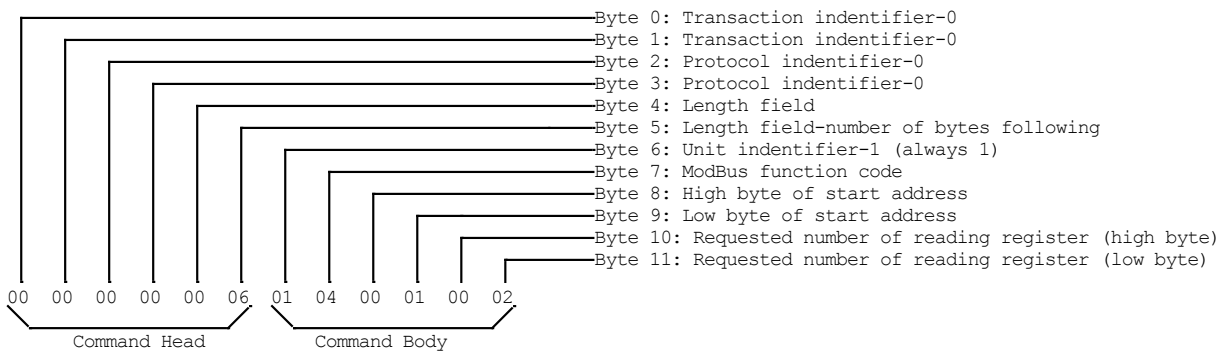 Byte 0: Transaction indentifier-0
Byte 1: Transaction indentifier-0
Byte 2: Protocol indentifier-0
Byte 3: Protocol indentifier-0
Byte 4: Length field
Byte 5: Length field-number of bytes following
Byte 6: Unit indentifier-1 (always 1)
Byte 7: ModBus function code
Byte 8: High byte of start address
Byte 9: Low byte of start address
Byte 10: Requested number of reading register (high byte)
Byte 11: Requested number of reading register (low byte)
00 00 00 00 00 06 01 04 00 01 00 02
Command Head Command Body